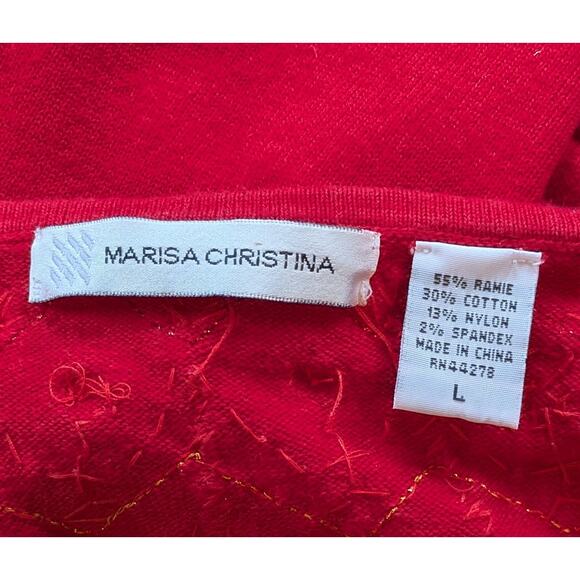 MARISA CHRISTINA
55% RAMIE
30% COTTON
13% NYLON
2% SPANDEX
MADE IN CHINA
RN44278
L